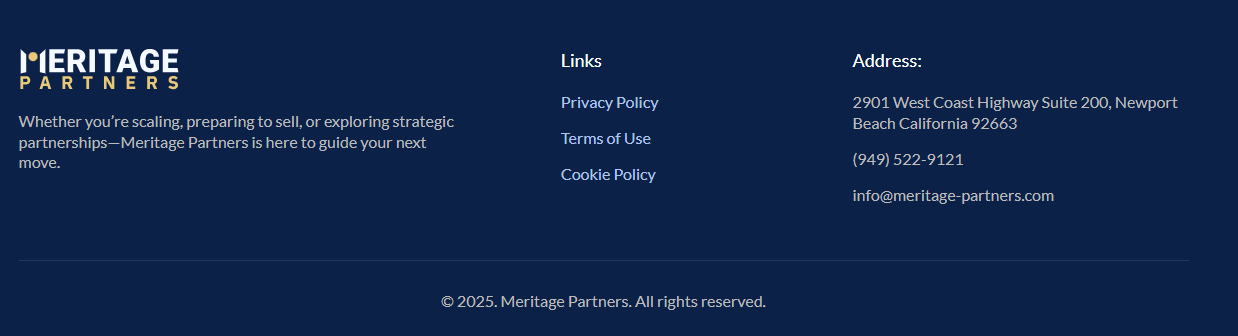 MERITAGE
PARTNERS
Whether you’re scaling, preparing to sell, or exploring strategic
partnerships—Meritage Partners is here to guide your next
move.
Links
Privacy Policy
Terms of Use
Cookie Policy
Address:
2901 West Coast Highway Suite 200, Newport
Beach California 92663
(949) 522-9121
info@meritage-partners.com
© 2025. Meritage Partners. All rights reserved.